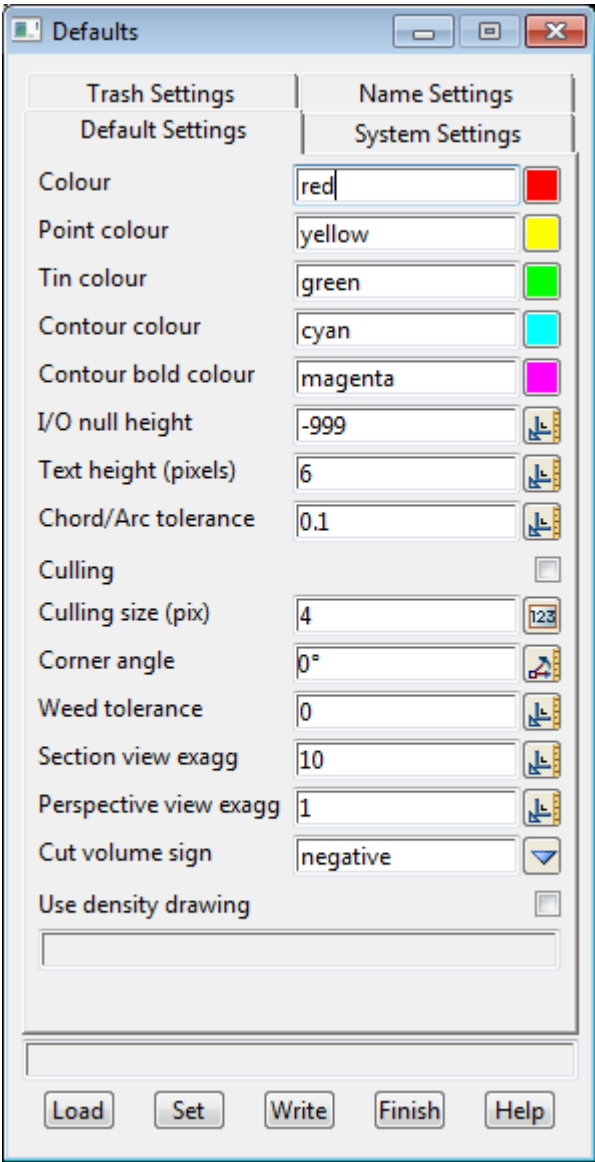 Defaults
Trash Settings Name Settings
Default Settings System Settings
Colour red
Point colour yellow
Tin colour green
Contour colour cyan
Contour bold colour magenta
I/O null height -999
Text height (pixels) 6
Chord/Arc tolerance 0.1
Culling
Culling size (pix) 4 123
Corner angle 0°
Weed tolerance 0
Section view exagg 10
Perspective view exagg 1
Cut volume sign negative
Use density drawing
Load Set Write Finish Help